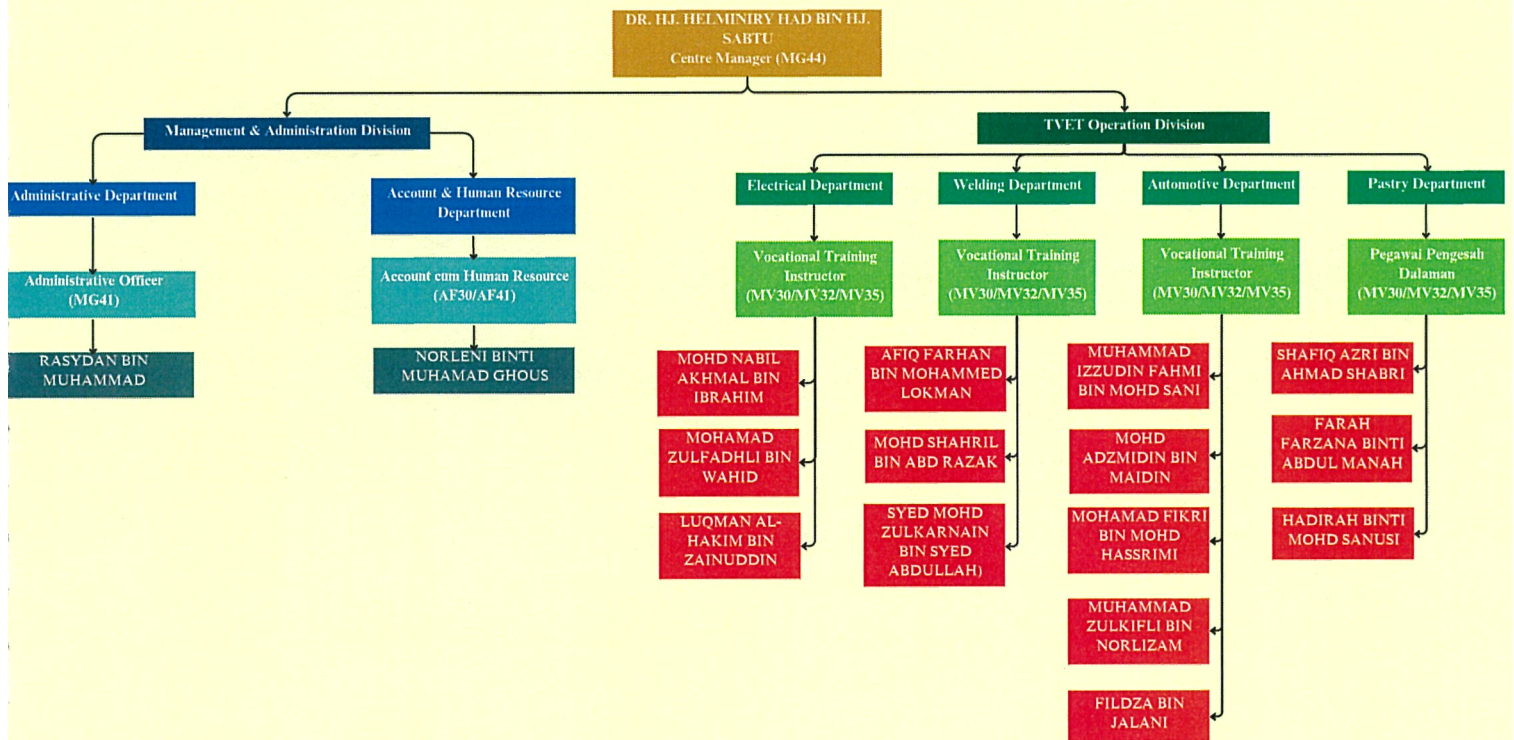 DR. HJ. HELMINIRY HAD BIN HJ.
SABTU
Centre Manager (MG44)
Management & Administration Division
TVET Operation Division
Administrative Department
Account & Human Resource
Department
Electrical Department
Welding Department
Automotive Department
Pastry Department
Administrative Officer
(MG41)
Account cum Human Resource
(AF30/AF41)
Vocational Training
Instructor
(MV30/MV32/MV35)
Vocational Training
Instructor
(MV30/MV32/MV35)
Vocational Training
Instructor
(MV30/MV32/MV35)
Pegawai Pengesah
Dalaman
(MV30/MV32/MV35)
RASYDAN BIN
MUHAMMAD
NORLENI BINTI
MUHAMAD GHOUS
MOHD NABIL
AKHMAL BIN
IBRAHIM
MOHAMAD
ZULFADHLI BIN
WAHID
LUQMAN AL-
HAKIM BIN
ZAINUDDIN
AFIQ FARHAN
BIN MOHAMMED
LOKMAN
MOHD SHAHRIL
BIN ABD RAZAK
SYED MOHD
ZULKARNAIN
BIN SYED
ABDULLAH)
MUHAMMAD
IZZUDIN FAHMI
BIN MOHD SANI
MOHD
ADZMIDIN BIN
MAIDIN
MOHAMAD FIKRI
BIN MOHD
HASSRIMI
MUHAMMAD
ZULKIFLI BIN
NORLIZAM
FILDZA BIN
JALANI
SHAFIQ AZRI BIN
AHMAD SHABRI
FARAH
FARZANA BINTI
ABDUL MANAH
HADIRAH BINTI
MOHD SANUSI